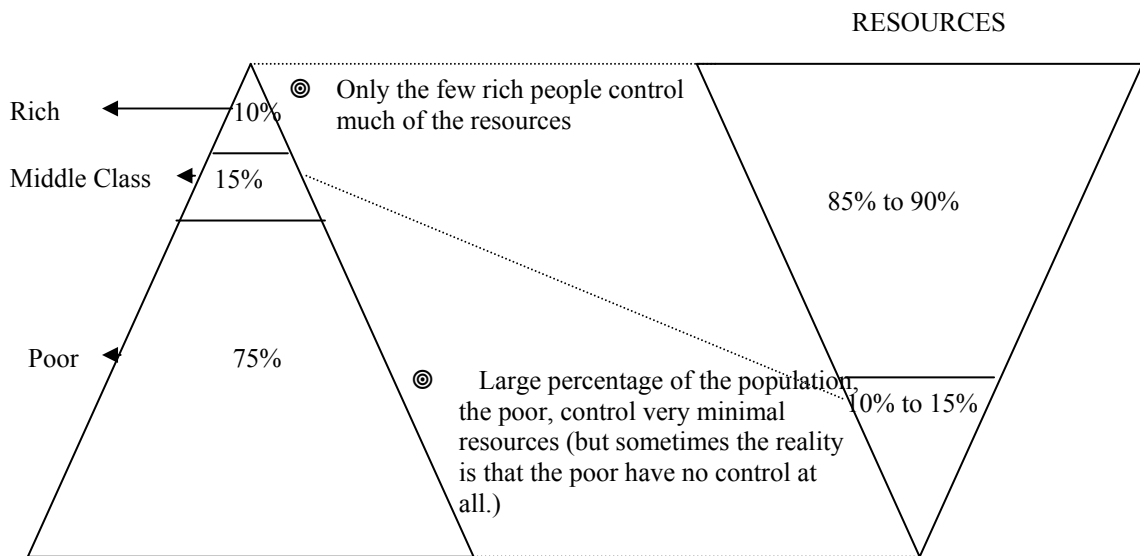 RESOURCES
Rich
10%
◎ Only the few rich people control
much of the resources
Middle Class
15%
85% to 90%
Poor
75%
◎ Large percentage of the population,
the poor, control very minimal
resources (but sometimes the reality
is that the poor have no control at
all.)
10% to 15%